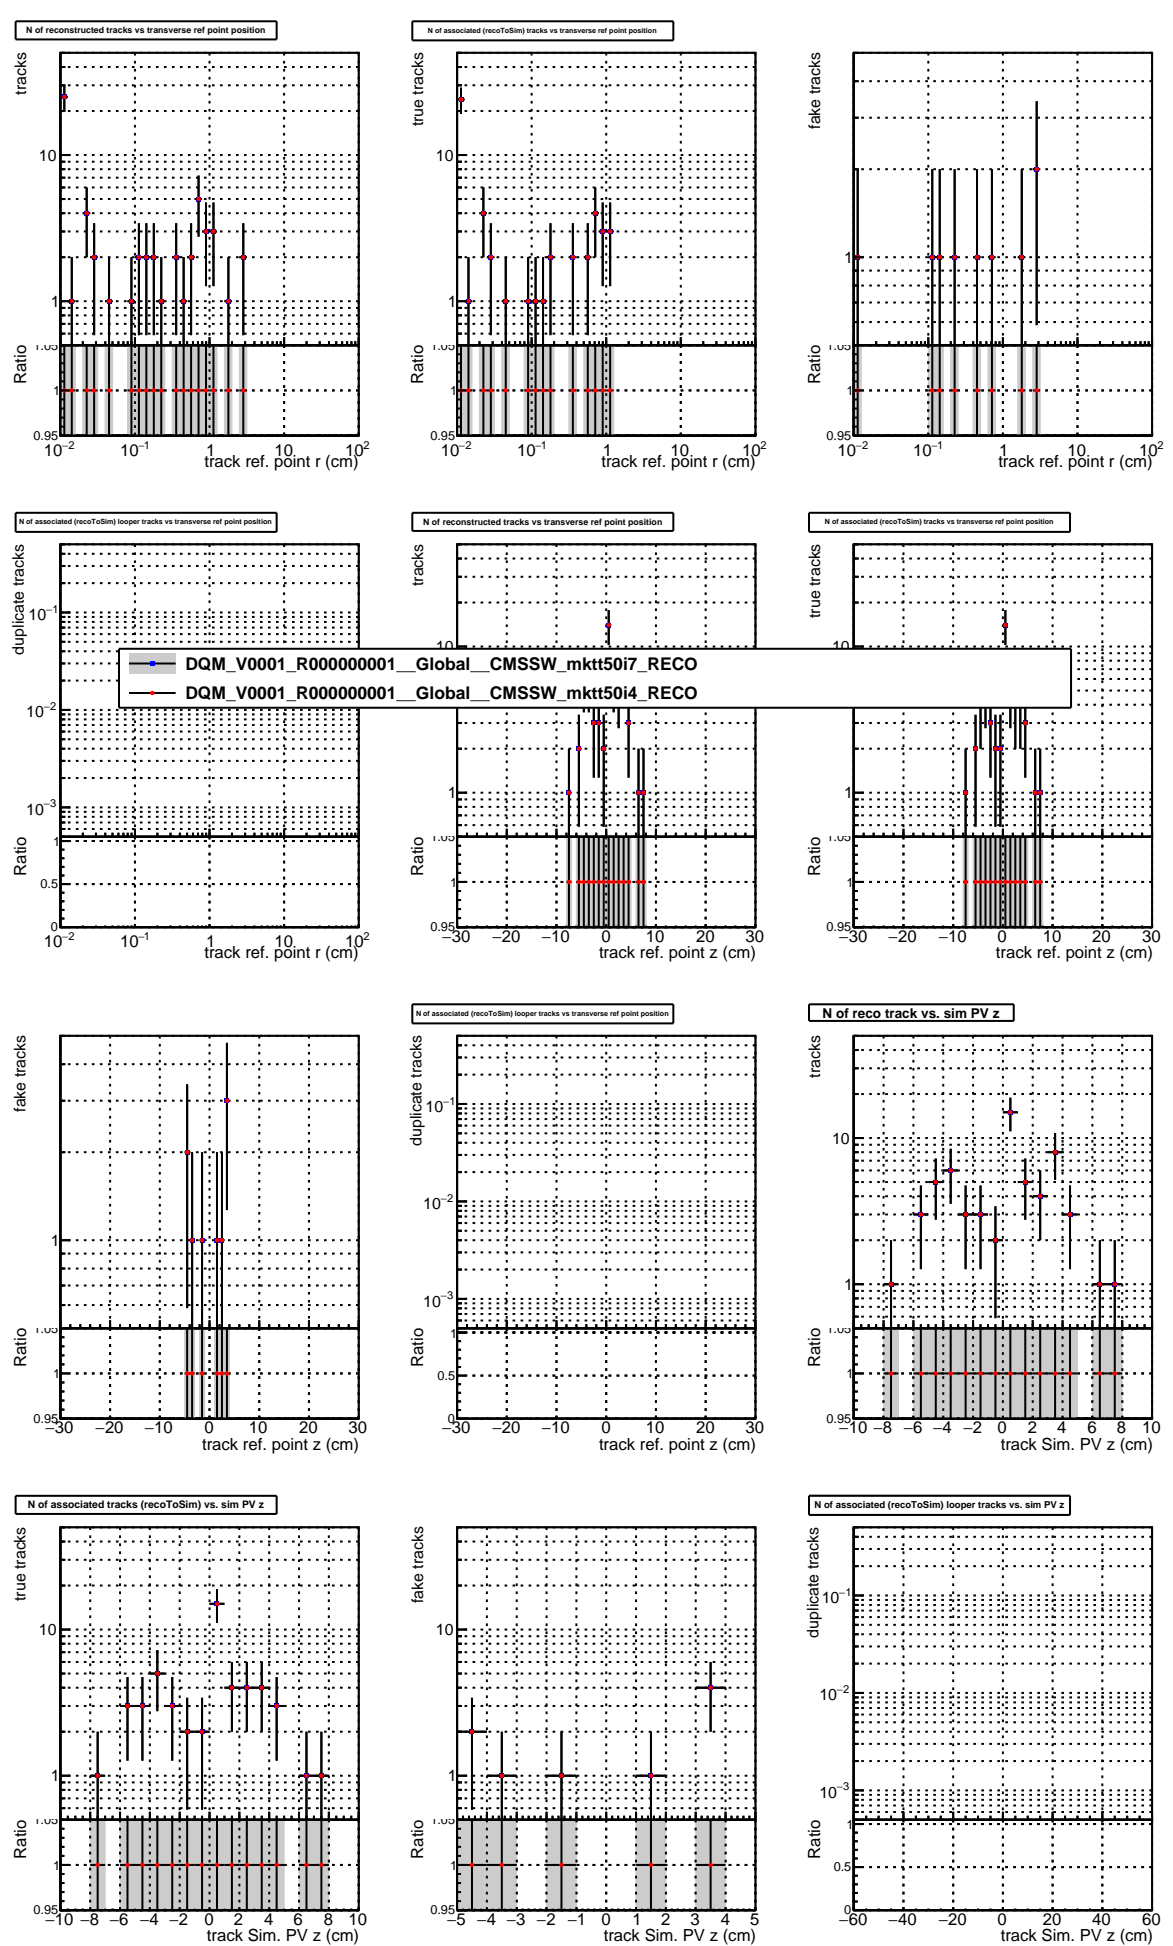 N of reconstructed tracks vs transverse ref point position
tracks
10
1
Ratio
1.05
1
0.95
10−2 10−1 1 10 102
track ref. point r (cm)
N of associated (recoToSim) tracks vs transverse ref point position
true tracks
10
1
Ratio
1.05
1
0.95
10−2 10−1 1 10 102
track ref. point r (cm)
fake tracks
1
Ratio
1.05
1
0.95
10−2 10−1 1 10 102
track ref. point r (cm)
N of associated (recoToSim) looper tracks vs transverse ref point position
duplicate tracks
10−1
10−2
10−3
Ratio
1
0.5
0
10−2 10−1 1 10 102
track ref. point r (cm)
N of reconstructed tracks vs transverse ref point position
tracks
10
1
Ratio
1.05
1
0.95
−30 −20 −10 0 10 20 30
track ref. point z (cm)
N of associated (recoToSim) tracks vs transverse ref point position
true tracks
10
1
Ratio
1.05
1
0.95
−30 −20 −10 0 10 20 30
track ref. point z (cm)
DQM_V0001_R000000001__Global__CMSSW_mktt50i7_RECO
DQM_V0001_R000000001__Global__CMSSW_mktt50i4_RECO
fake tracks
1
Ratio
1.05
1
0.95
−30 −20 −10 0 10 20 30
track ref. point z (cm)
N of associated (recoToSim) looper tracks vs transverse ref point position
duplicate tracks
10−1
10−2
10−3
Ratio
1
0.5
0
−30 −20 −10 0 10 20 30
track ref. point z (cm)
N of reco track vs. sim PV z
tracks
10
1
Ratio
1.05
1
0.95
−10 −8 −6 −4 −2 0 2 4 6 8 10
track Sim. PV z (cm)
N of associated tracks (recoToSim) vs. sim PV z
true tracks
10
1
Ratio
1.05
1
0.95
−10 −8 −6 −4 −2 0 2 4 6 8 10
track Sim. PV z (cm)
fake tracks
10
1
Ratio
1.05
1
0.95
−5 −4 −3 −2 −1 0 1 2 3 4 5
track Sim. PV z (cm)
N of associated (recoToSim) looper tracks vs. sim PV z
duplicate tracks
10−1
10−2
10−3
Ratio
1
0.5
0
−60 −40 −20 0 20 40 60
track Sim. PV z (cm)